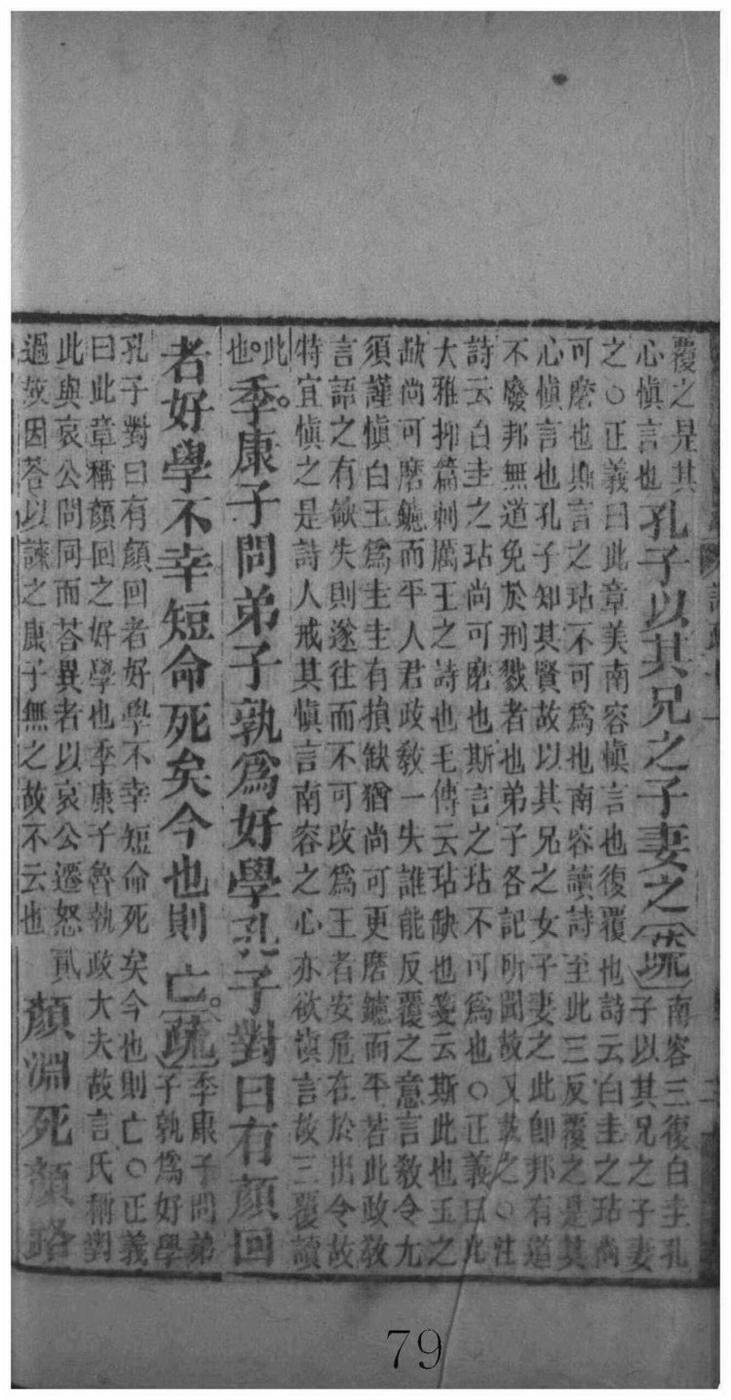 覆之是其
心慎言也孔子以其兄之子妻之疏南容三復白圭孔
子以其兄之子妻
之○正義曰此章美南容慎言也復覆也詩云白圭之玷尚
可磨也斯言之玷不可為也南容讀詩至此三反覆之是其
心慎言也孔子知其賢故以其兄之女子妻之此即邦有道
不廢邦無道免於刑戮者也弟子各記所聞故又載之○注
詩云白圭之玷尚可磨也斯言之玷不可為也○正義曰此
大雅抑篇刺厲王之詩也毛傳云玷缺也箋云斯此也玉之
缺尚可磨鑢而平人君政教一失誰能反覆之意言教令尤
須謹慎白玉為圭圭有損缺猶尚可更磨鑢而平若此政教
言語之有缺失則遂往而不可改為王者安危在於出令故
特宜慎之是詩人戒其慎言南容之心亦欲慎言故三覆讀
此
也季康子問弟子孰爲好學孔子對曰有顏回
者好學不幸短命死矣今也則亡疏季康子問弟
子孰為好學
孔子對曰有顏回者好學不幸短命死矣今也則亡○正義
曰此章稱顏回之好學也季康子魯執政大夫故言氏稱對
此與哀公問同而荅異者以哀公遷怒貳
過故因荅以諫之康子無之故不云也顏淵死顏路
79